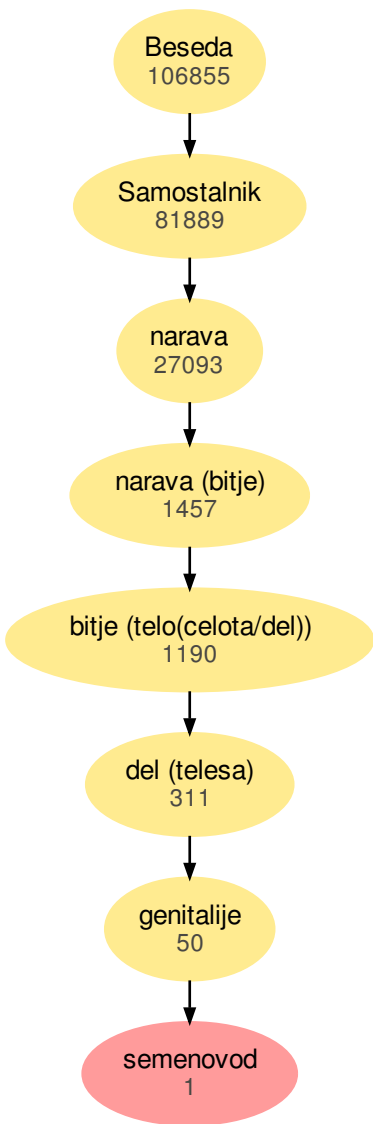 Beseda
106855
Samostalnik
81889
narava
27093
narava (bitje)
1457
bitje (telo(celota/del))
1190
del (telesa)
311
genitalije
50
semenovod
1